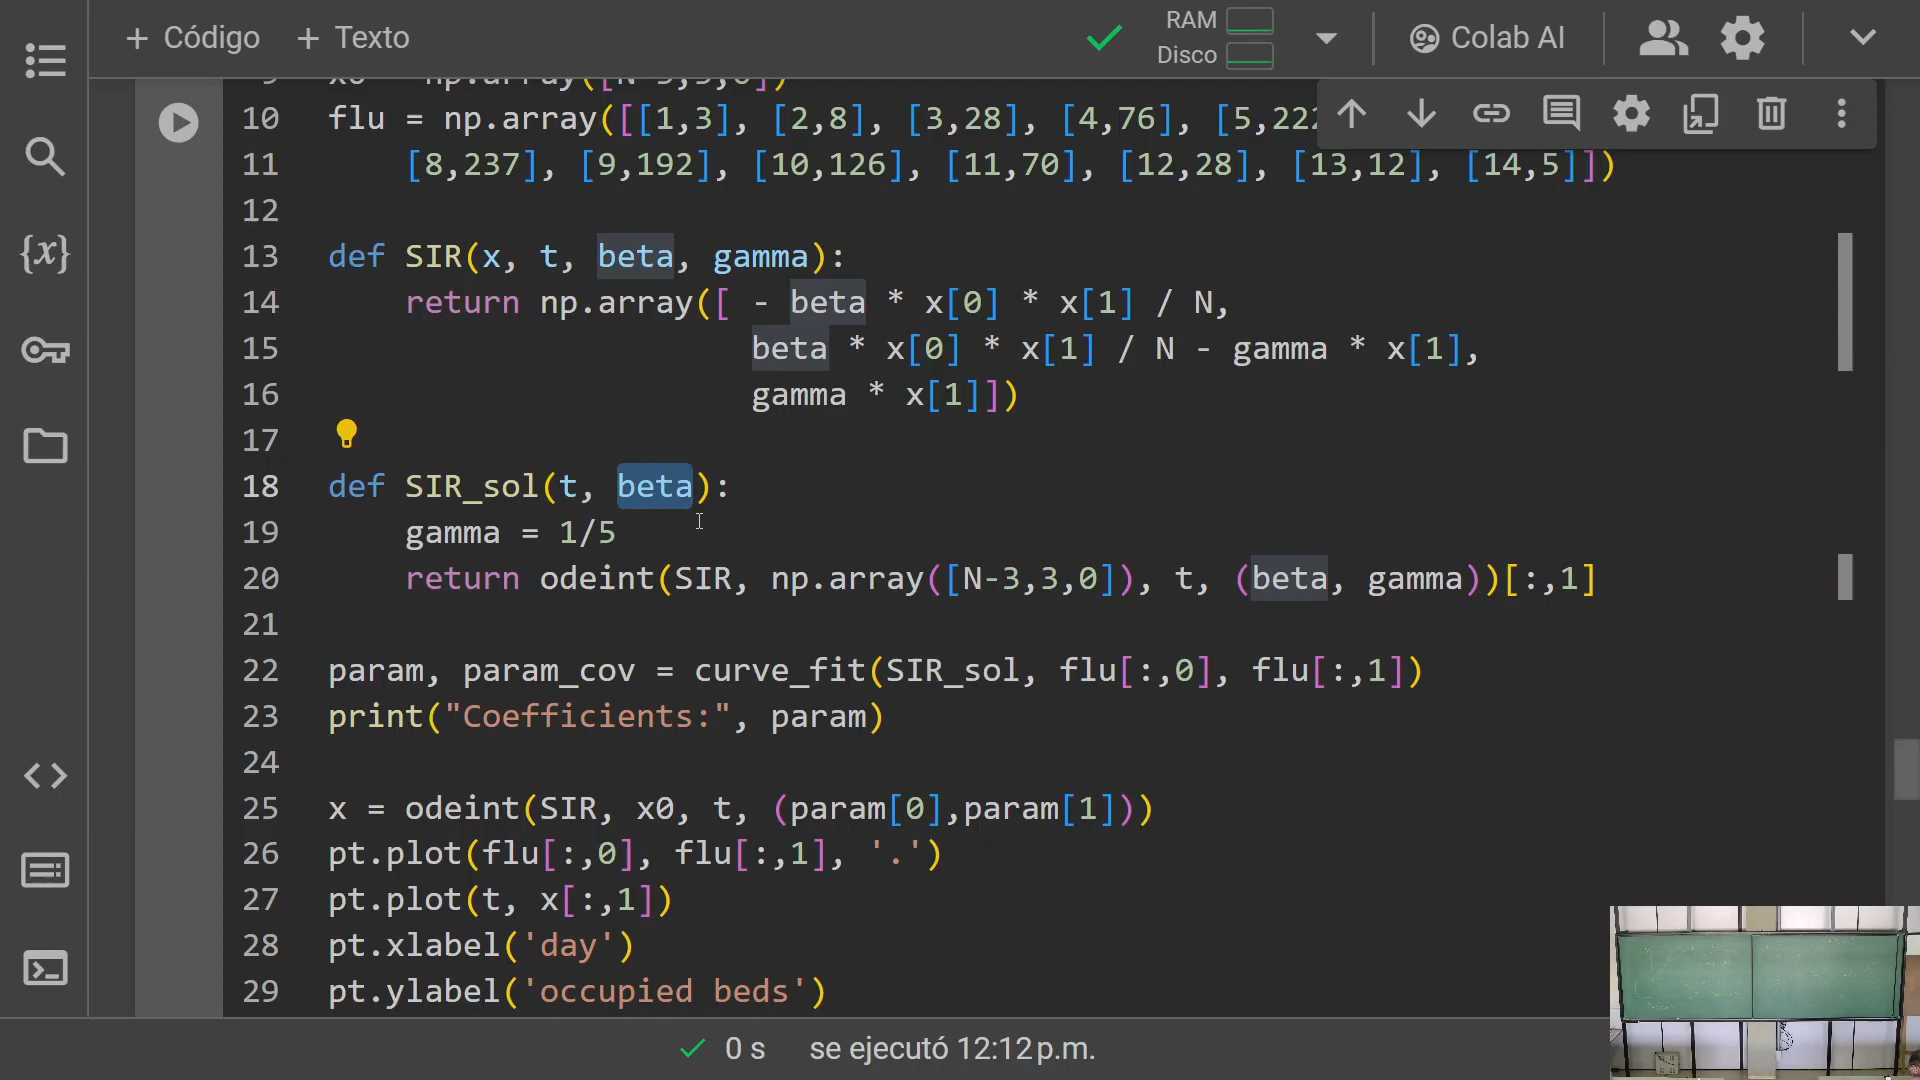 + Código + Texto
RAM
Disco
Colab AI
{x}
10 flu = np.array([[1,3], [2,8], [3,28], [4,76], [5,222
11 [8,237], [9,192], [10,126], [11,70], [12,28], [13,12], [14,5]])
12
13 def SIR(x, t, beta, gamma):
14 return np.array([ - beta * x[0] * x[1] / N,
15 beta * x[0] * x[1] / N - gamma * x[1],
16 gamma * x[1]])
17
18 def SIR_sol(t, beta):
19 gamma = 1/5
20 return odeint(SIR, np.array([N-3,3,0]), t, (beta, gamma))[:,1]
21
22 param, param_cov = curve_fit(SIR_sol, flu[:,0], flu[:,1])
23 print("Coefficients:", param)
24
25 x = odeint(SIR, x0, t, (param[0],param[1]))
26 pt.plot(flu[:,0], flu[:,1], '.')
27 pt.plot(t, x[:,1])
28 pt.xlabel('day')
29 pt.ylabel('occupied beds')
0 s se ejecutó 12:12 p.m.